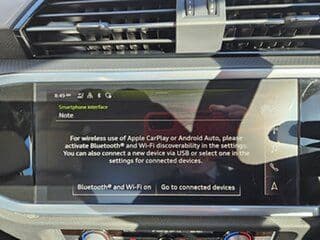 Smartphone interface
Note
For wireless use of Apple CarPlay or Android Auto, please
activate Bluetooth® and Wi-Fi discoverability in the settings.
You can also connect a new device via USB or select one in the
settings for connected devices.
Bluetooth® and Wi-Fi on
Go to connected devices